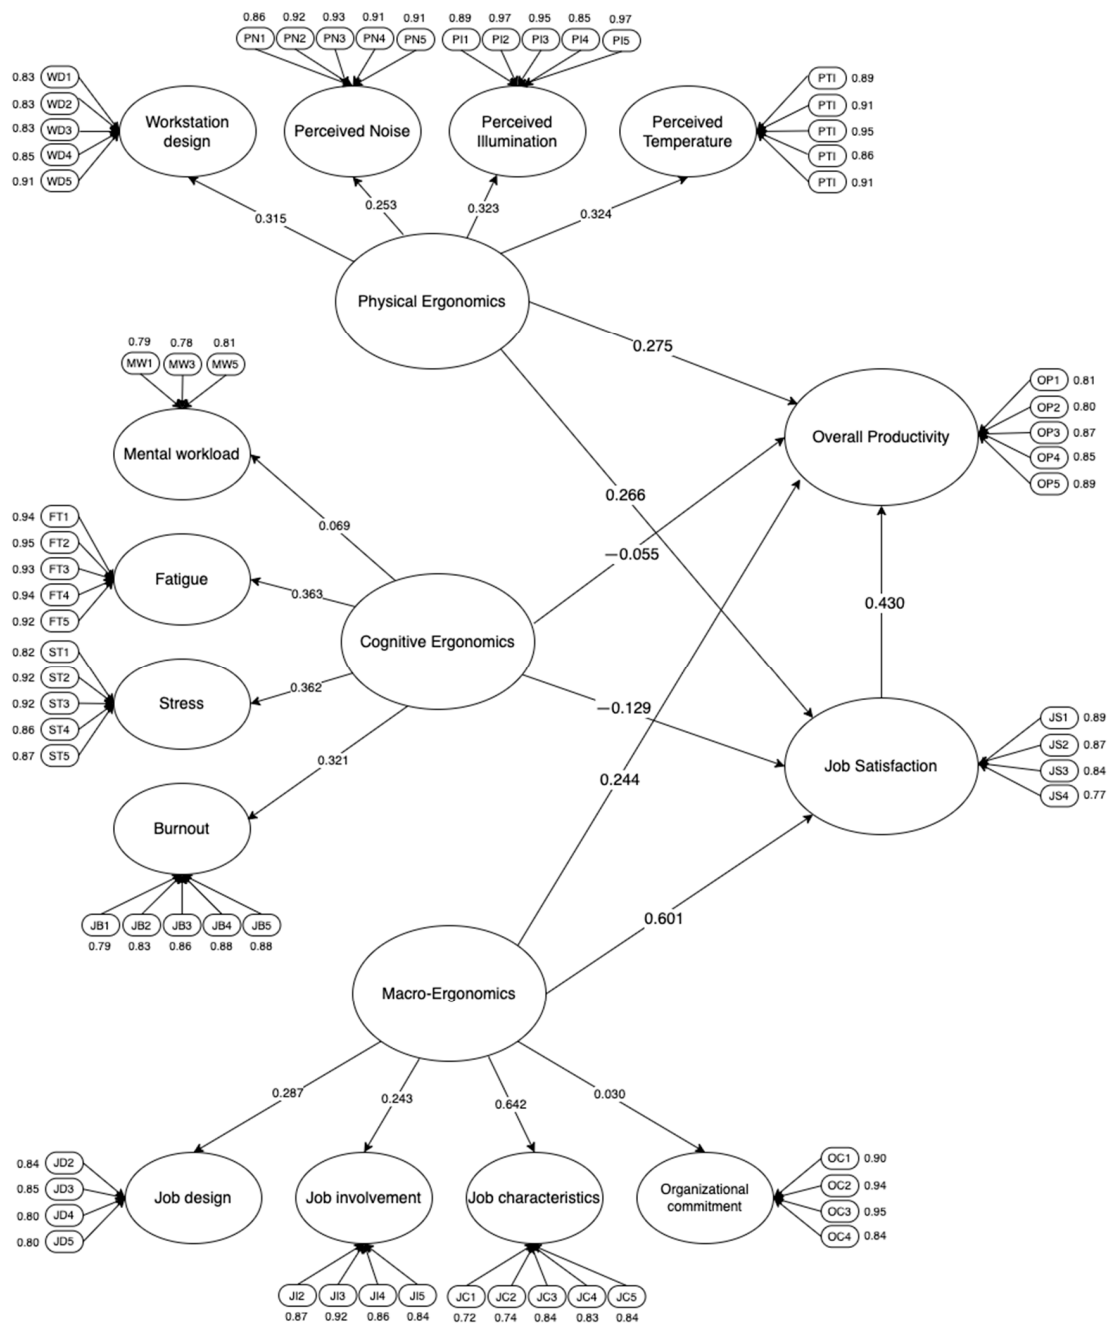 0.86 0.92 0.93 0.91 0.91 0.89 0.97 0.95 0.85 0.97
PN1 PN2 PN3 PN4 PN5 PI1 PI2 PI3 PI4 PI5
0.83 WD1
0.83 WD2
0.83 WD3
0.85 WD4
0.91 WD5
Workstation
design
Perceived Noise
Perceived
Illumination
Perceived
Temperature
PTI 0.89
PTI 0.91
PTI 0.95
PTI 0.86
PTI 0.91
0.315
0.253
0.323
0.324
Physical Ergonomics
0.275
0.266
0.79 0.78 0.81
MW1 MW3 MW5
Mental workload
0.069
Overall Productivity
OP1 0.81
OP2 0.80
OP3 0.87
OP4 0.85
OP5 0.89
0.94 FT1
0.95 FT2
0.93 FT3
0.94 FT4
0.92 FT5
Fatigue
0.363
Cognitive Ergonomics
−0.055
0.430
0.82 ST1
0.92 ST2
0.92 ST3
0.86 ST4
0.87 ST5
Stress
0.362
−0.129
0.321
Burnout
JB1 JB2 JB3 JB4 JB5
0.79 0.83 0.86 0.88 0.88
0.244
Job Satisfaction
JS1 0.89
JS2 0.87
JS3 0.84
JS4 0.77
0.601
Macro-Ergonomics
0.287
0.243
0.642
0.030
0.84 JD2
0.85 JD3
0.80 JD4
0.80 JD5
Job design
Job involvement
Job characteristics
Organizational
commitment
OC1 0.90
OC2 0.94
OC3 0.95
OC4 0.84
JI2 JI3 JI4 JI5 JC1 JC2 JC3 JC4 JC5
0.87 0.92 0.86 0.84 0.72 0.74 0.84 0.83 0.84